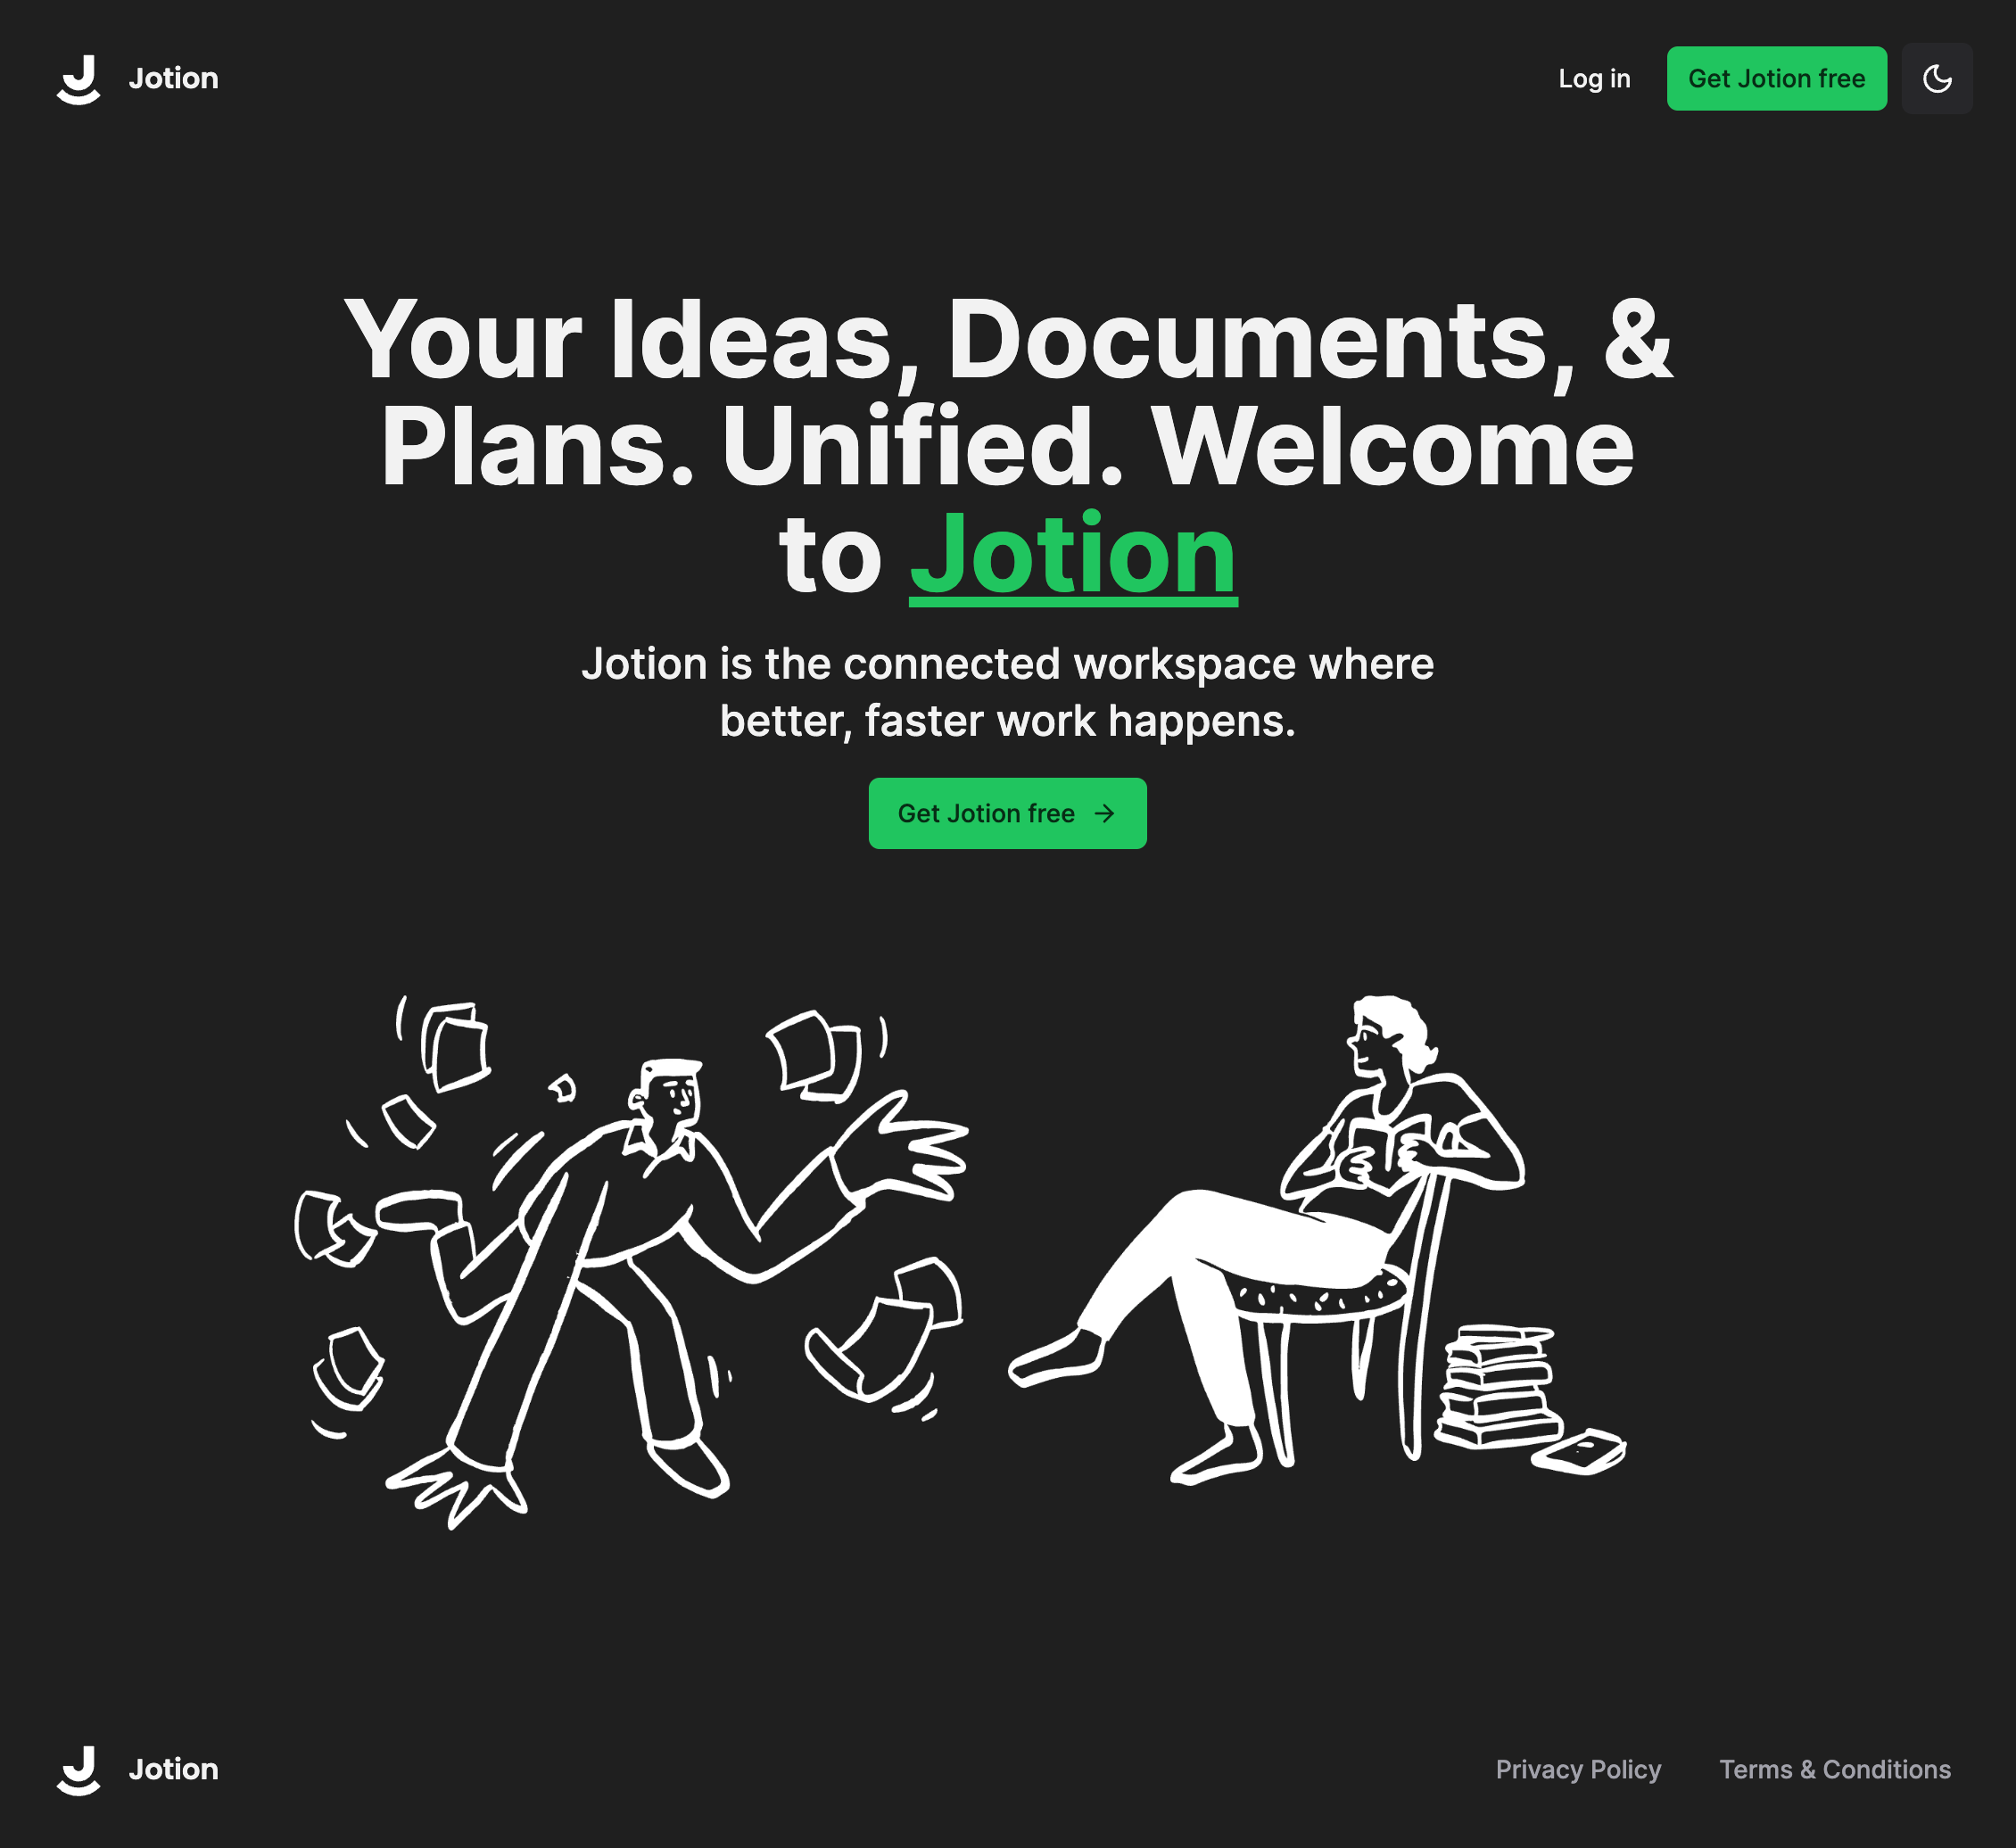 Jotion
Log in
Get Jotion free
Your Ideas, Documents, &
Plans. Unified. Welcome
to Jotion
Jotion is the connected workspace where
better, faster work happens.
Get Jotion free
Jotion
Privacy Policy
Terms & Conditions